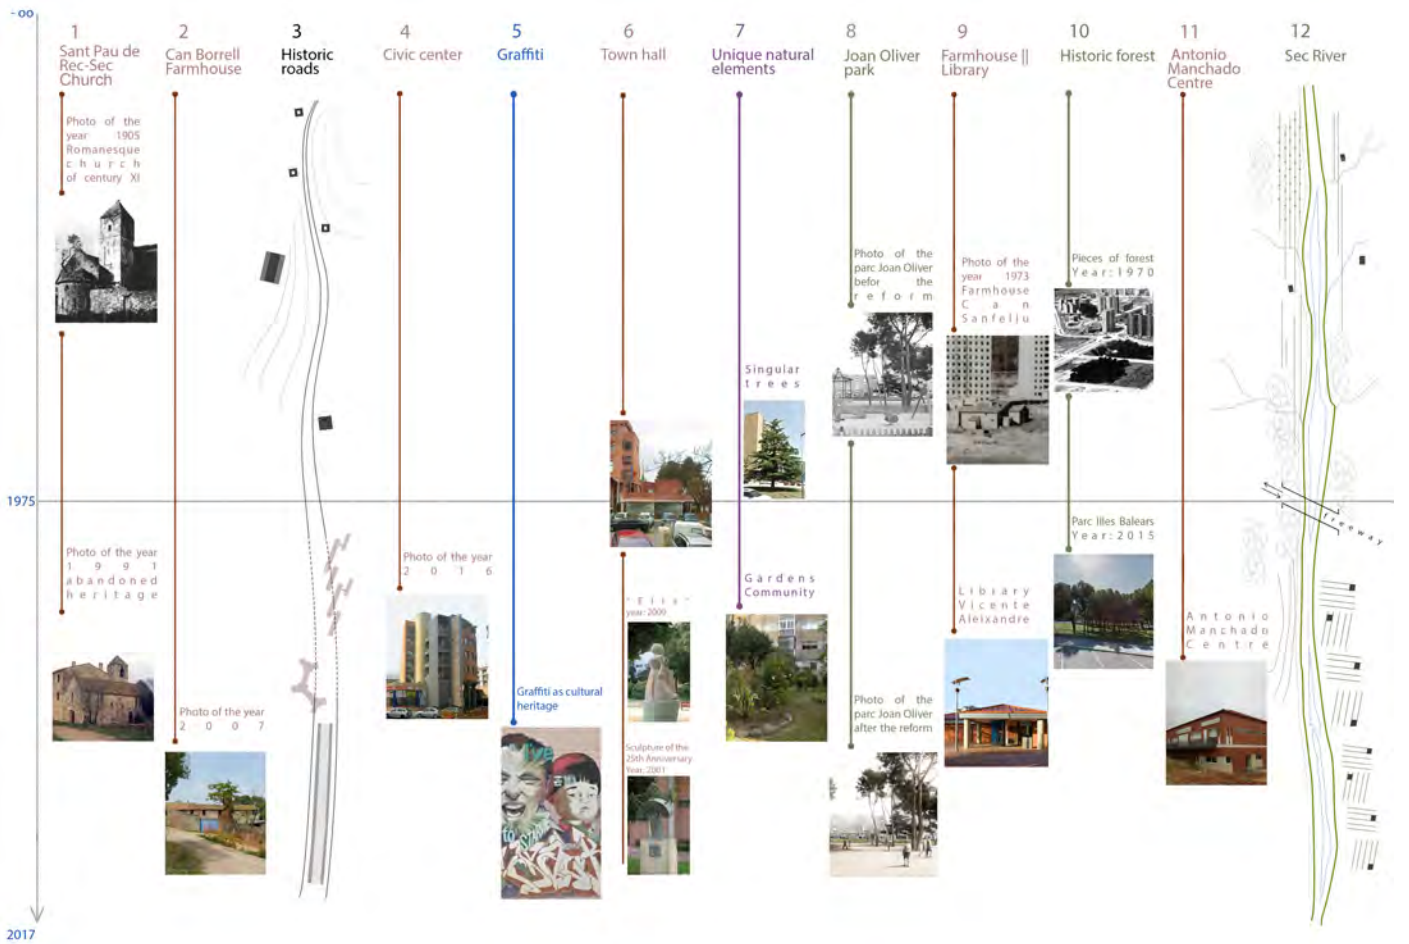 - oo
1
Sant Pau de
Rec-Sec
Church
2
Can Borrell
Farmhouse
3
Historic
roads
4
Civic center
5
Graffiti
6
Town hall
7
Unique natural
elements
8
Joan Oliver
park
9
Farmhouse ||
Library
10
Historic forest
11
Antonio
Manchado
Centre
12
Sec River
Photo of the
year 1905
Romanesque
church
of century XI
Photo of the
parc Joan Oliver
befor the
reform
Photo of the
year 1973
Farmhouse
Can
Sanfeliu
Pieces of forest
Year: 1970
Singular
trees
1975
freeway
Photo of the year
1991
abandoned
heritage
Photo of the year
2016
"Elis"
year: 2009
Gardens
Community
Library
Vicente
Aleixandre
Parc Illes Balears
Year: 2015
Antonio
Manchado
Centre
Photo of the year
2007
Graffiti as cultural
heritage
Sculpture of the
25th Anniversary
Year, 2001
Photo of the
parc Joan Oliver
after the reform
2017